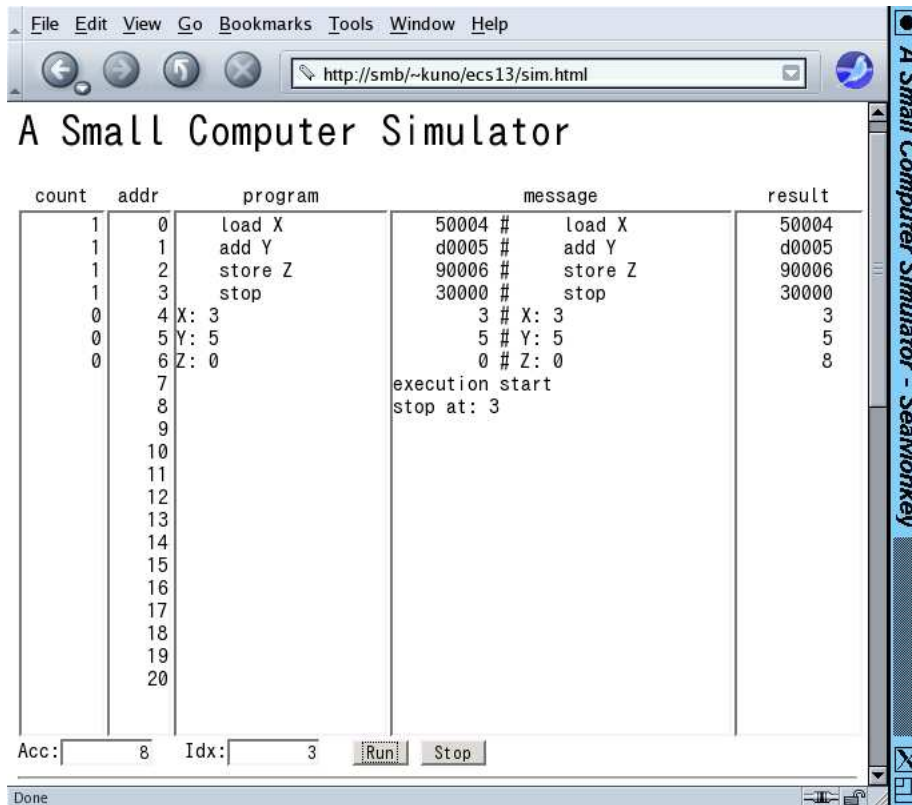 File Edit View Go Bookmarks Tools Window Help
http://smb/~kuno/ecs13/sim.html
A Small Computer Simulator
count addr program message result
1 0 load X 50004 # load X 50004
1 1 add Y d0005 # add Y d0005
1 2 store Z 90006 # store Z 90006
1 3 stop 30000 # stop 30000
0 4 X: 3 3 # X: 3 3
0 5 Y: 5 5 # Y: 5 5
0 6 Z: 0 0 # Z: 0 8
7 execution start
8 stop at: 3
9
10
11
12
13
14
15
16
17
18
19
20
Acc: 8 Idx: 3 Run Stop
Done
A Small Computer Simulator - SeaMonkey